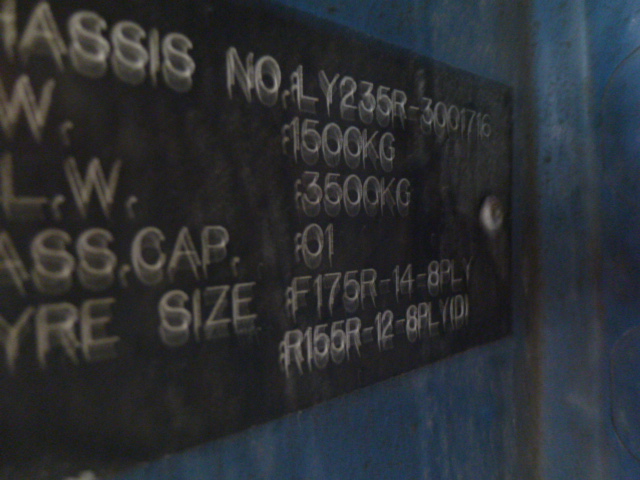 HASSIS NO.:LY235R-3001716
W. :1500KG
L.W. :3500KG
ASS.CAP. :01
YRE SIZE :F175R-14-8PLY
:R155R-12-8PLY(D)